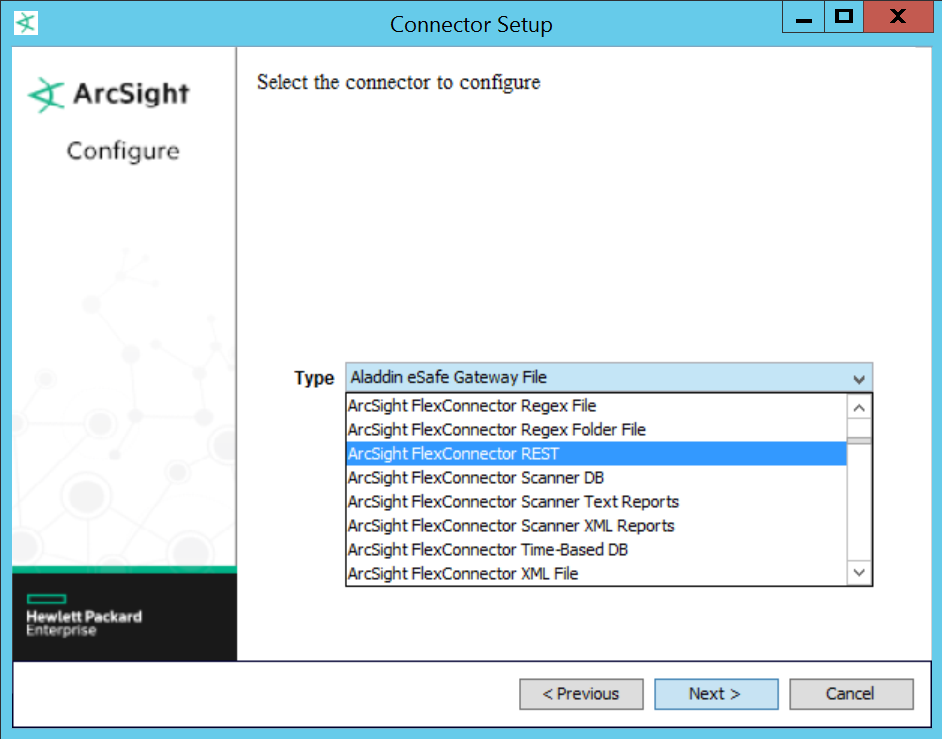 Connector Setup
ArcSight
Configure
Select the connector to configure
Type
Aladdin eSafe Gateway File
ArcSight FlexConnector Regex File
ArcSight FlexConnector Regex Folder File
ArcSight FlexConnector REST
ArcSight FlexConnector Scanner DB
ArcSight FlexConnector Scanner Text Reports
ArcSight FlexConnector Scanner XML Reports
ArcSight FlexConnector Time-Based DB
ArcSight FlexConnector XML File
Hewlett Packard
Enterprise
< Previous
Next >
Cancel